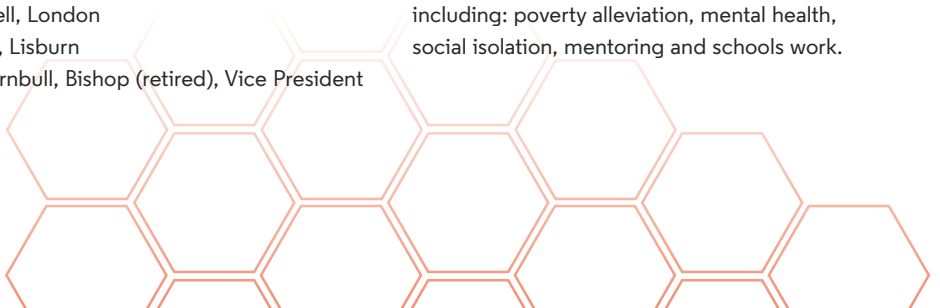 ell, London
, Lisburn
rnbull, Bishop (retired), Vice President
including: poverty alleviation, mental health,
social isolation, mentoring and schools work.